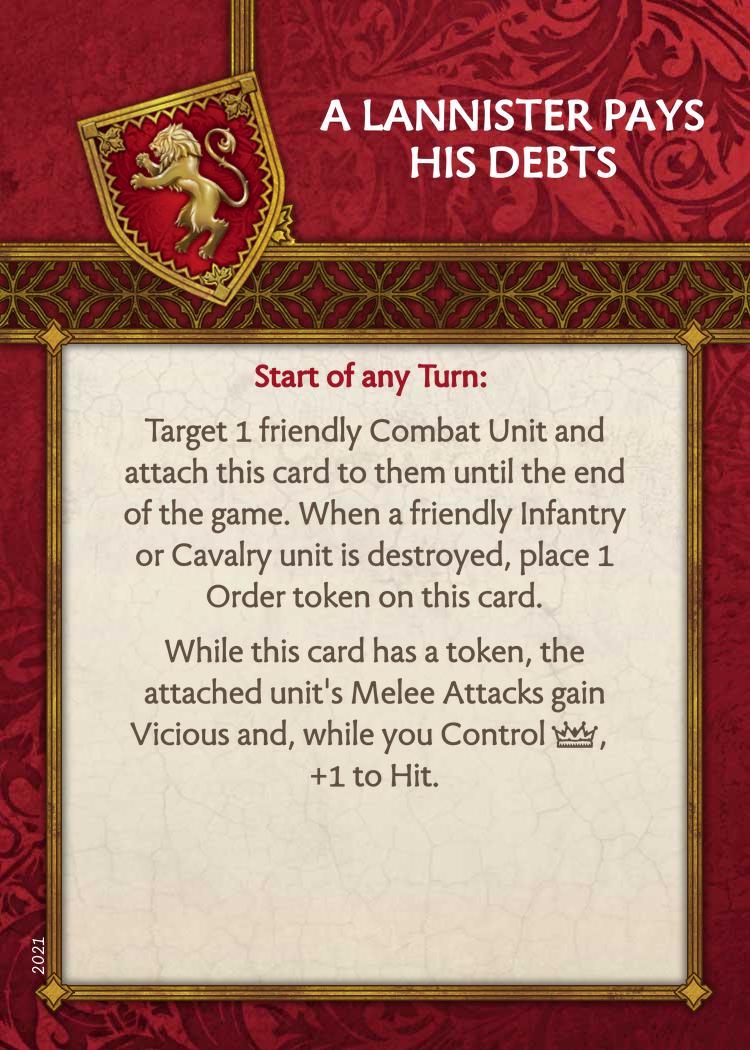 A LANNISTER PAYS
HIS DEBTS
Start of any Turn:
Target 1 friendly Combat Unit and
attach this card to them until the end
of the game. When a friendly Infantry
or Cavalry unit is destroyed, place 1
Order token on this card.
While this card has a token, the
attached unit's Melee Attacks gain
Vicious and, while you Control ,
+1 to Hit.
2021